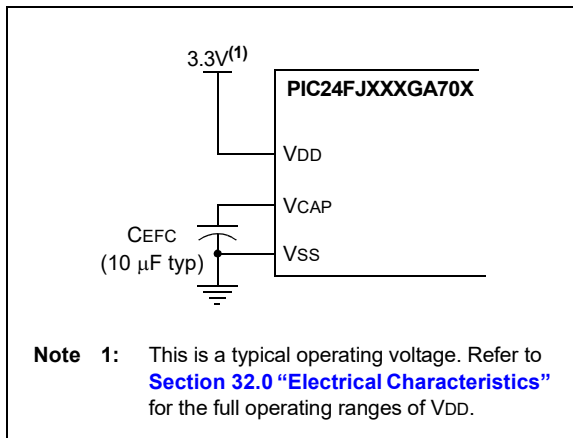 3.3V(1)
PIC24FJXXXGA70X
VDD
VCAP
CEFC
(10 μF typ)
VSS
Note 1: This is a typical operating voltage. Refer to
Section 32.0 “Electrical Characteristics”
for the full operating ranges of VDD.